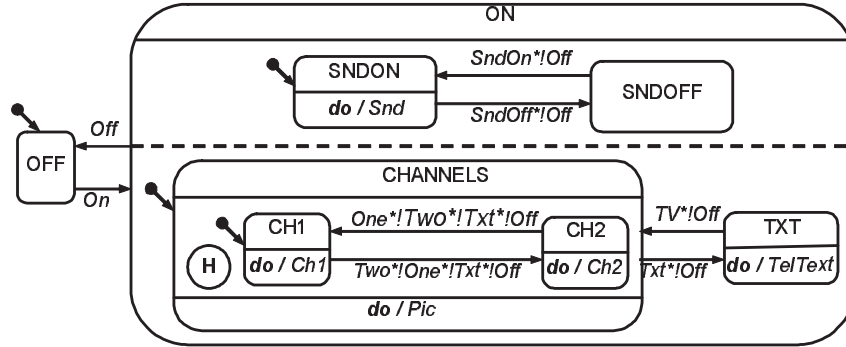 ON
SNDON
do / Snd
SndOn*!Off
SndOff*!Off
SNDOFF
OFF
Off
On
CHANNELS
H
CH1
do / Ch1
One*!Two*!Txt*!Off
Two*!One*!Txt*!Off
CH2
do / Ch2
TV*!Off
Txt*!Off
TXT
do / TelText
do / Pic